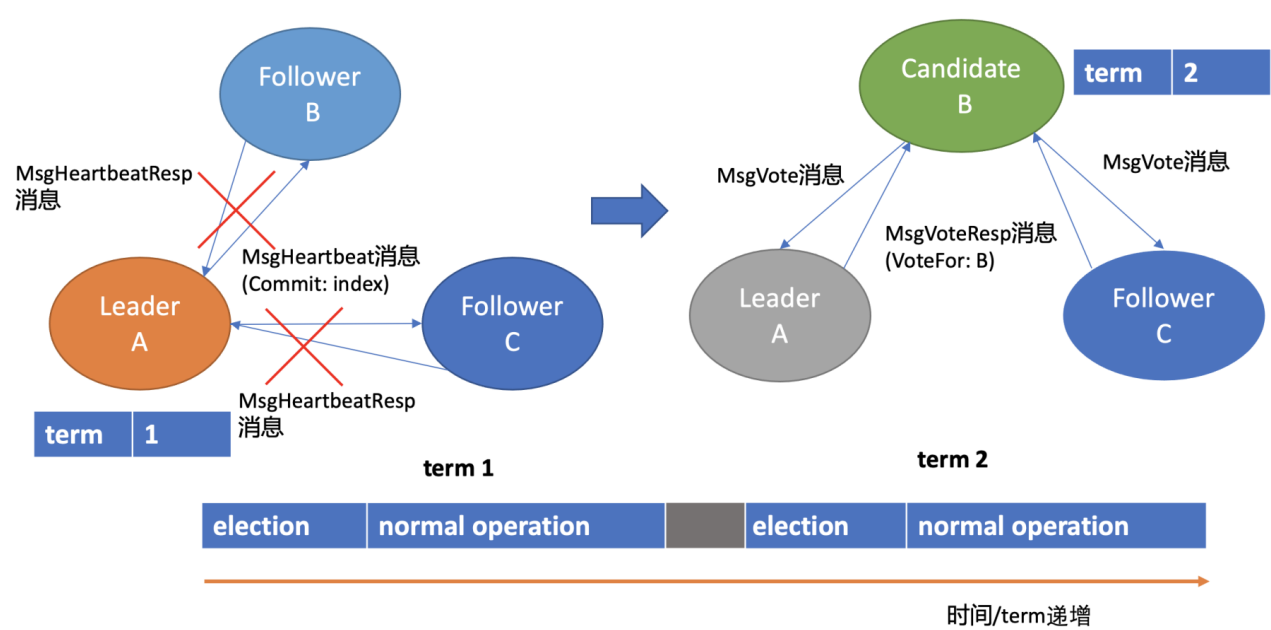 Follower
B
MsgHeartbeatResp
消息
MsgHeartbeat消息
(Commit: index)
Leader
A
Follower
C
MsgHeartbeatResp
消息
term 1
Candidate
B
term 2
MsgVote消息
MsgVote消息
MsgVoteResp消息
(VoteFor: B)
Leader
A
Follower
C
term 1
term 2
election normal operation election normal operation
时间/term递增